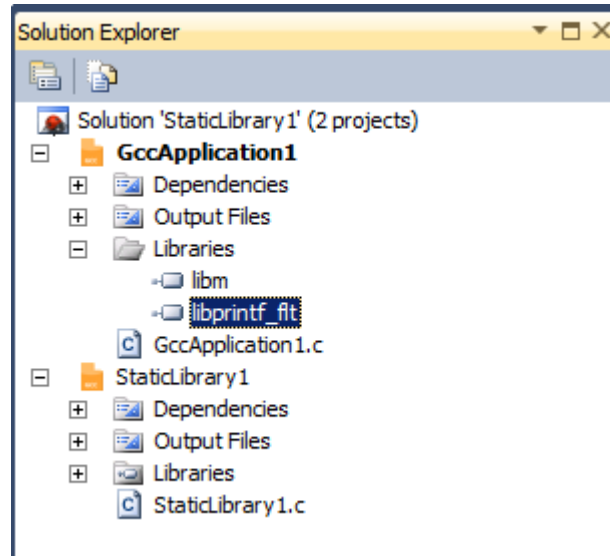 Solution Explorer
Solution 'StaticLibrary1' (2 projects)
GccApplication1
Dependencies
Output Files
Libraries
libm
libprintf_flt
GccApplication1.c
StaticLibrary1
Dependencies
Output Files
Libraries
StaticLibrary1.c